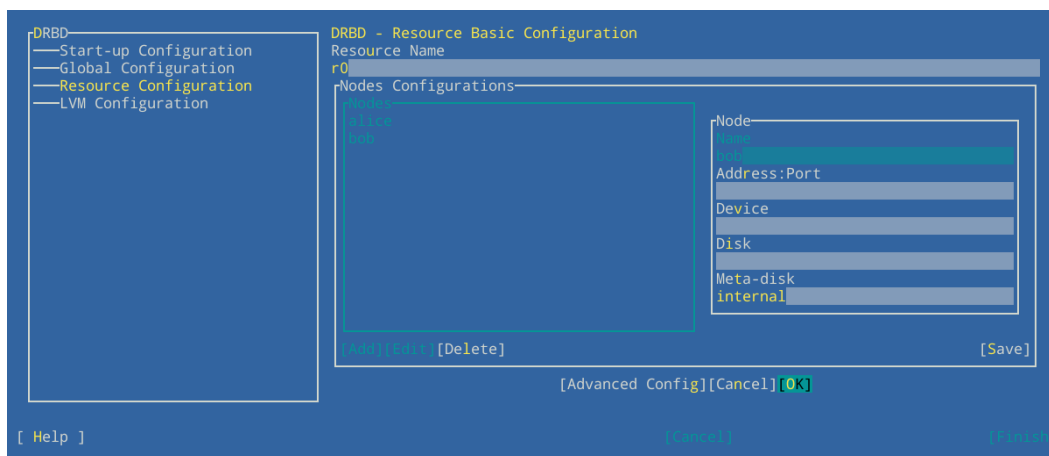 DRBD
Start-up Configuration
Global Configuration
Resource Configuration
LVM Configuration
DRBD - Resource Basic Configuration
Resource Name
r0
Nodes Configurations
Nodes
alice
bob
Node
Name
bob
Address:Port
Device
Disk
Meta-disk
internal
[Add][Edit][Delete]
[Save]
[Advanced Config][Cancel][OK]
[ Help ]
[Cancel]
[Finish